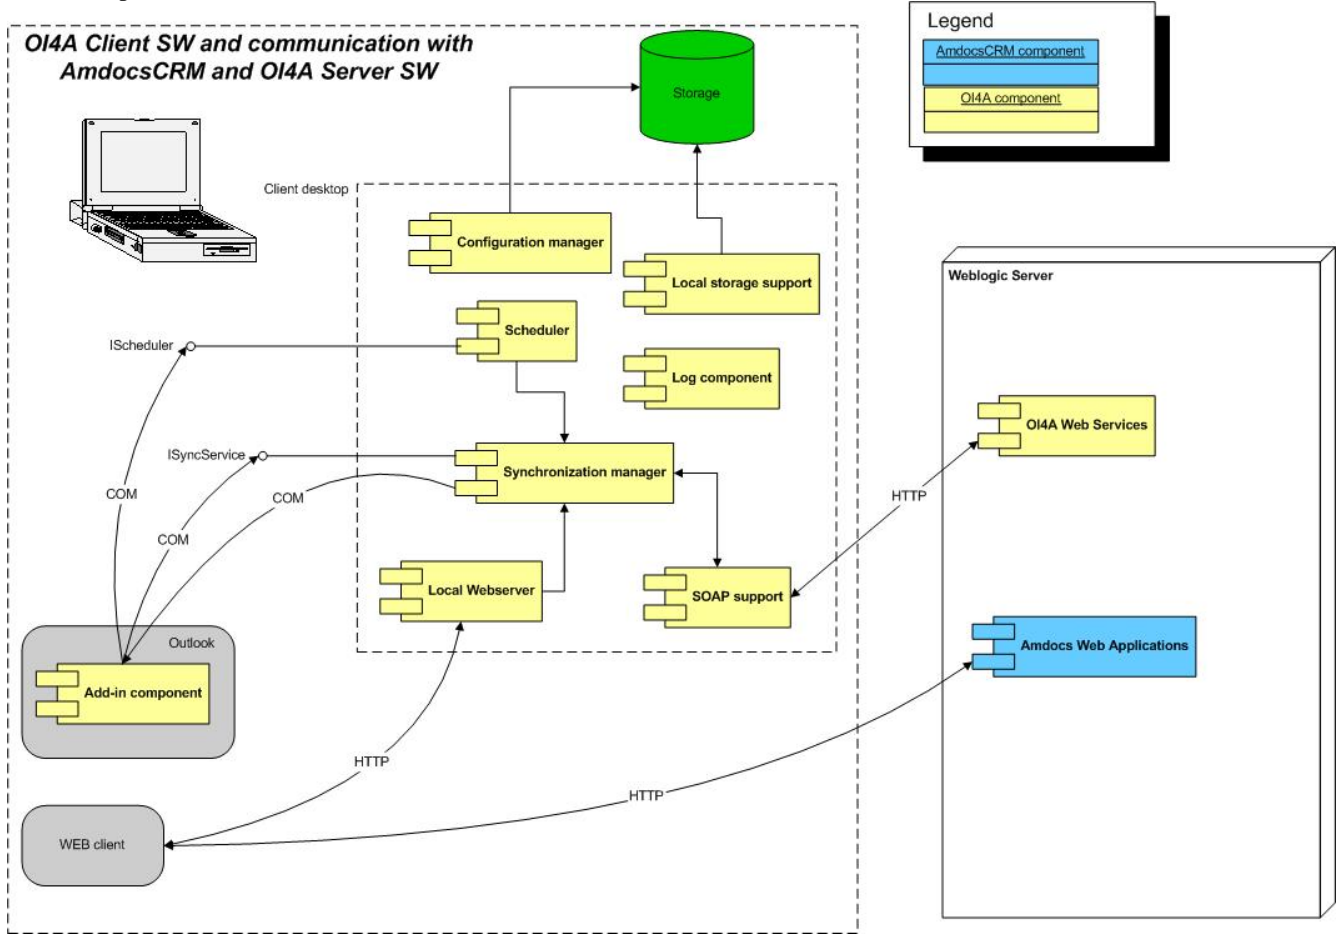 OI4A Client SW and communication with
AmdocsCRM and OI4A Server SW
Legend
AmdocsCRM component
OI4A component
Storage
Client desktop
Configuration manager
Local storage support
Weblogic Server
Scheduler
IScheduler
Log component
OI4A Web Services
ISyncService
Synchronization manager
COM
COM
HTTP
COM
Local Webserver
SOAP support
Outlook
Amdocs Web Applications
Add-in component
HTTP
HTTP
WEB client